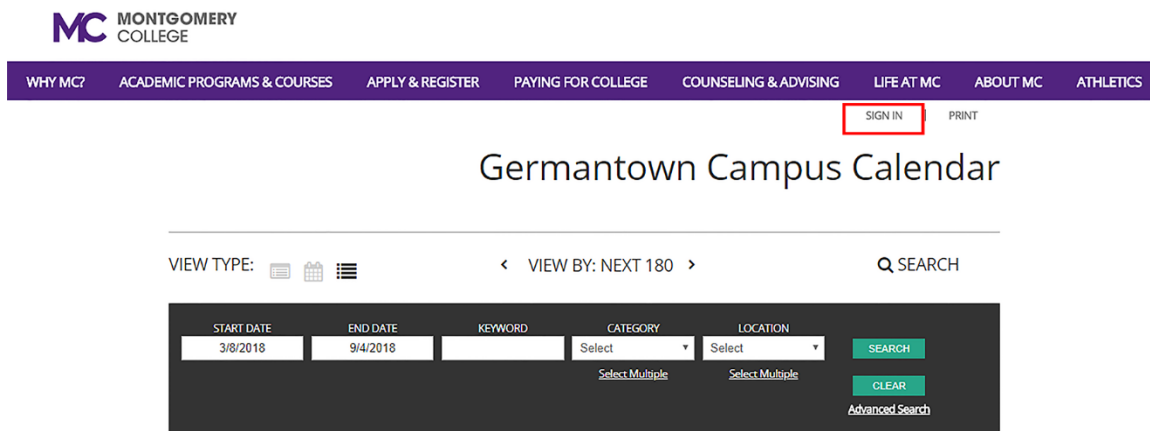 MC MONTGOMERY
COLLEGE
WHY MC? ACADEMIC PROGRAMS & COURSES APPLY & REGISTER PAYING FOR COLLEGE COUNSELING & ADVISING LIFE AT MC ABOUT MC ATHLETICS
SIGN IN | PRINT
Germantown Campus Calendar
VIEW TYPE: < VIEW BY: NEXT 180 > SEARCH
START DATE END DATE KEYWORD CATEGORY LOCATION
3/8/2018 9/4/2018 Select Select SEARCH
Select Multiple Select Multiple
CLEAR
Advanced Search